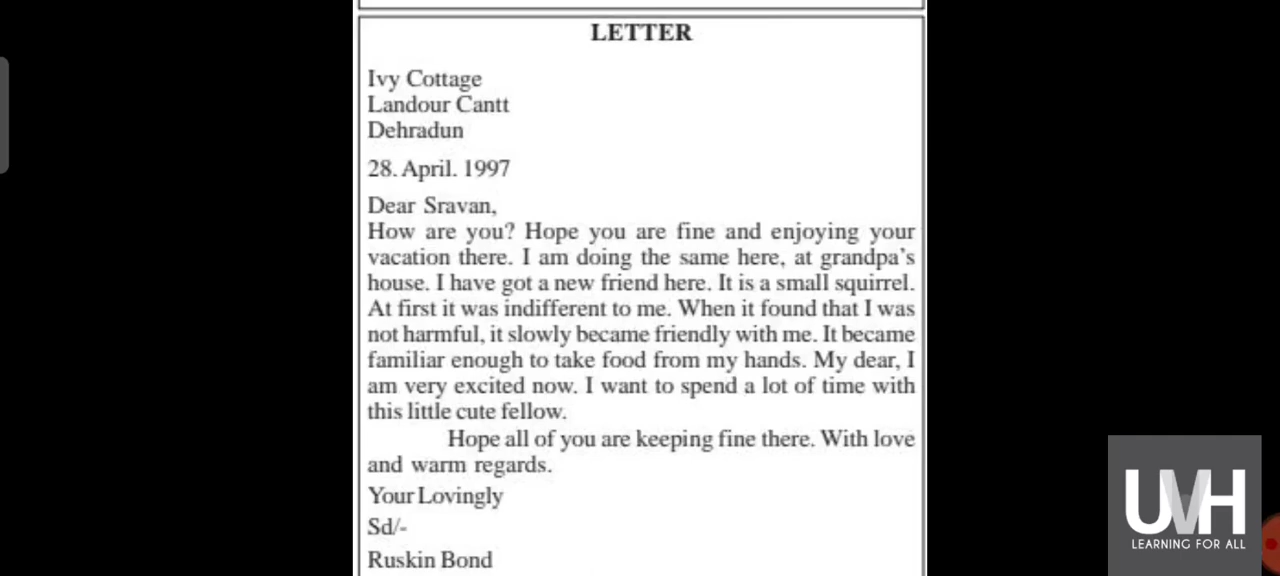 LETTER
Ivy Cottage
Landour Cantt
Dehradun
28. April. 1997
Dear Sravan,
How are you? Hope you are fine and enjoying your
vacation there. I am doing the same here, at grandpa's
house. I have got a new friend here. It is a small squirrel.
At first it was indifferent to me. When it found that I was
not harmful, it slowly became friendly with me. It became
familiar enough to take food from my hands. My dear, I
am very excited now. I want to spend a lot of time with
this little cute fellow.
Hope all of you are keeping fine there. With love
and warm regards.
Your Lovingly
Sd/-
Ruskin Bond
UVH
LEARNING FOR ALL